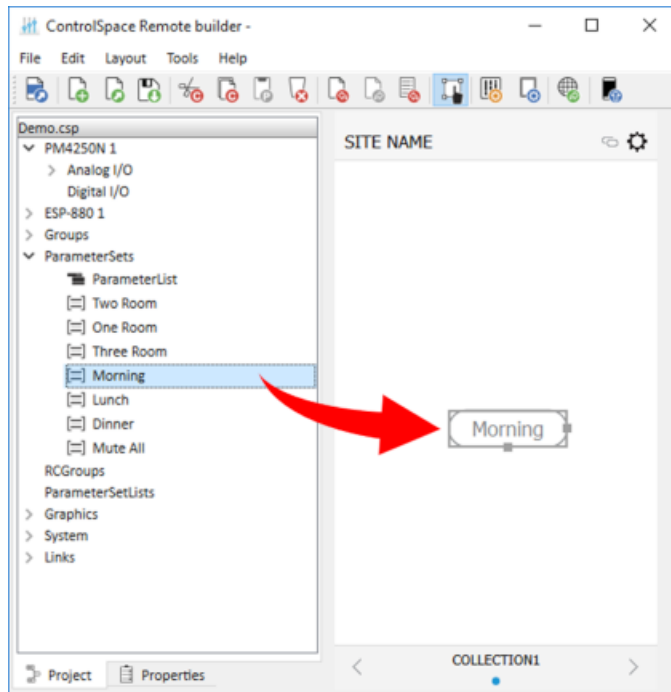 ControlSpace Remote builder -
File Edit Layout Tools Help
Demo.csp
PM4250N 1
Analog I/O
Digital I/O
ESP-880 1
Groups
ParameterSets
ParameterList
Two Room
One Room
Three Room
Morning
Lunch
Dinner
Mute All
RCGroups
ParameterSetLists
Graphics
System
Links
Project Properties
SITE NAME
Morning
COLLECTION1